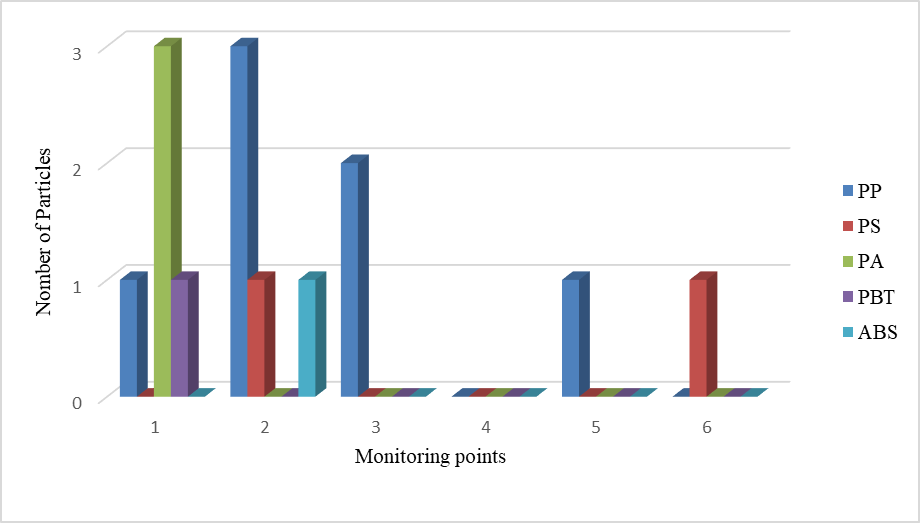 3
2
1
0
Nomber of Particles
1 2 3 4 5 6
Monitoring points
PP
PS
PA
PBT
ABS